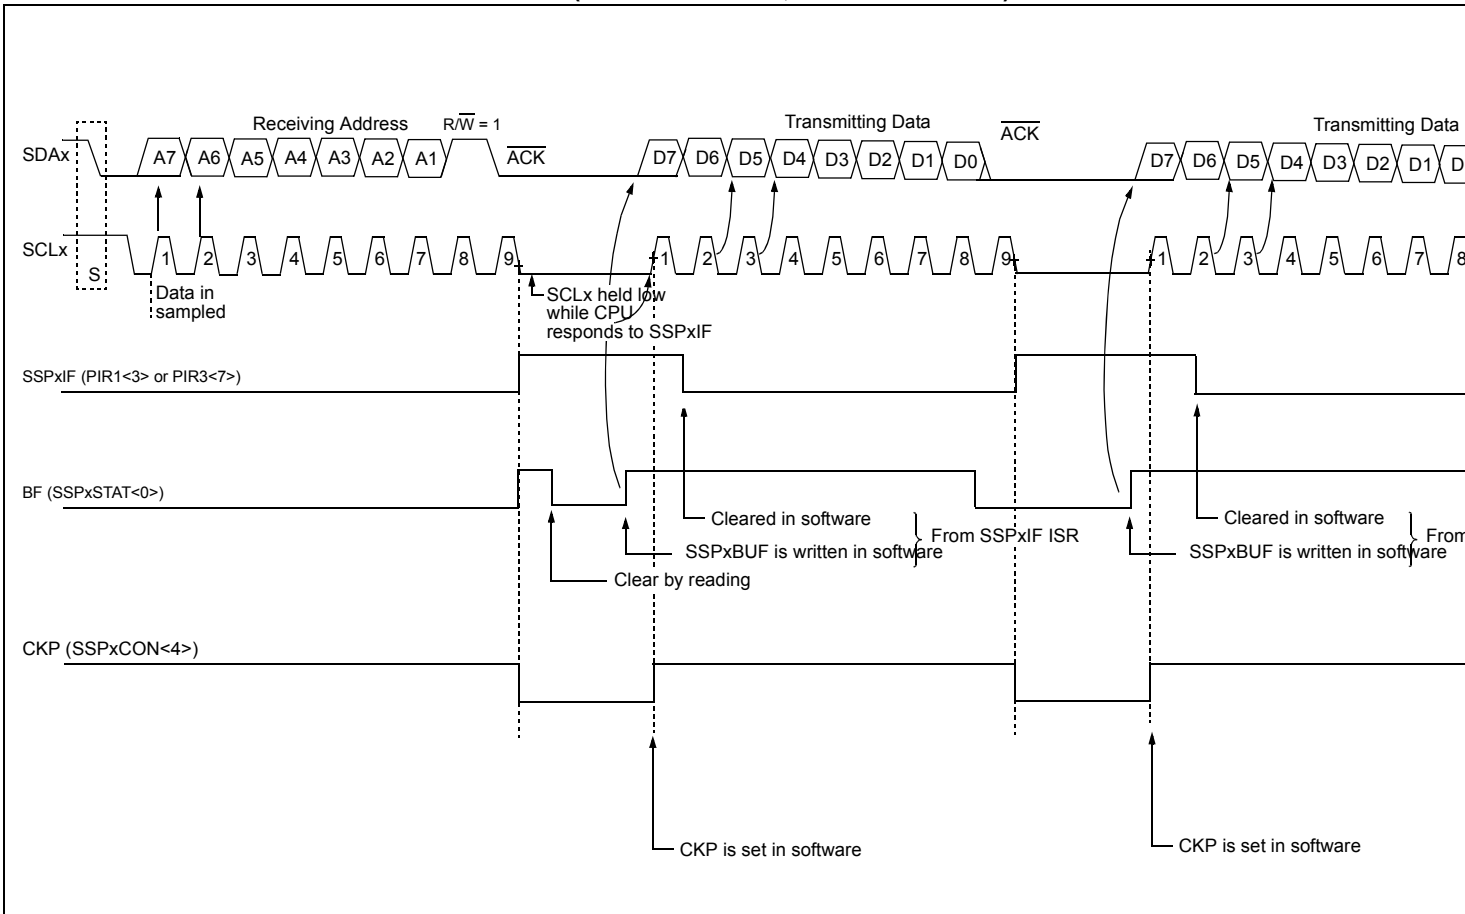 Receiving Address R/W = 1 Transmitting Data ACK Transmitting Data
SDAx A7 A6 A5 A4 A3 A2 A1 ACK D7 D6 D5 D4 D3 D2 D1 D0 D7 D6 D5 D4 D3 D2 D1 D
SCLx 1 2 3 4 5 6 7 8 9 1 2 3 4 5 6 7 8 9 1 2 3 4 5 6 7 8
S
Data in
sampled
SCLx held low
while CPU
responds to SSPxIF
SSPxIF (PIR1<3> or PIR3<7>)
BF (SSPxSTAT<0>)
Cleared in software
SSPxBUF is written in software
From SSPxIF ISR
Clear by reading
Cleared in software
SSPxBUF is written in software
From
CKP (SSPxCON<4>)
CKP is set in software
CKP is set in software